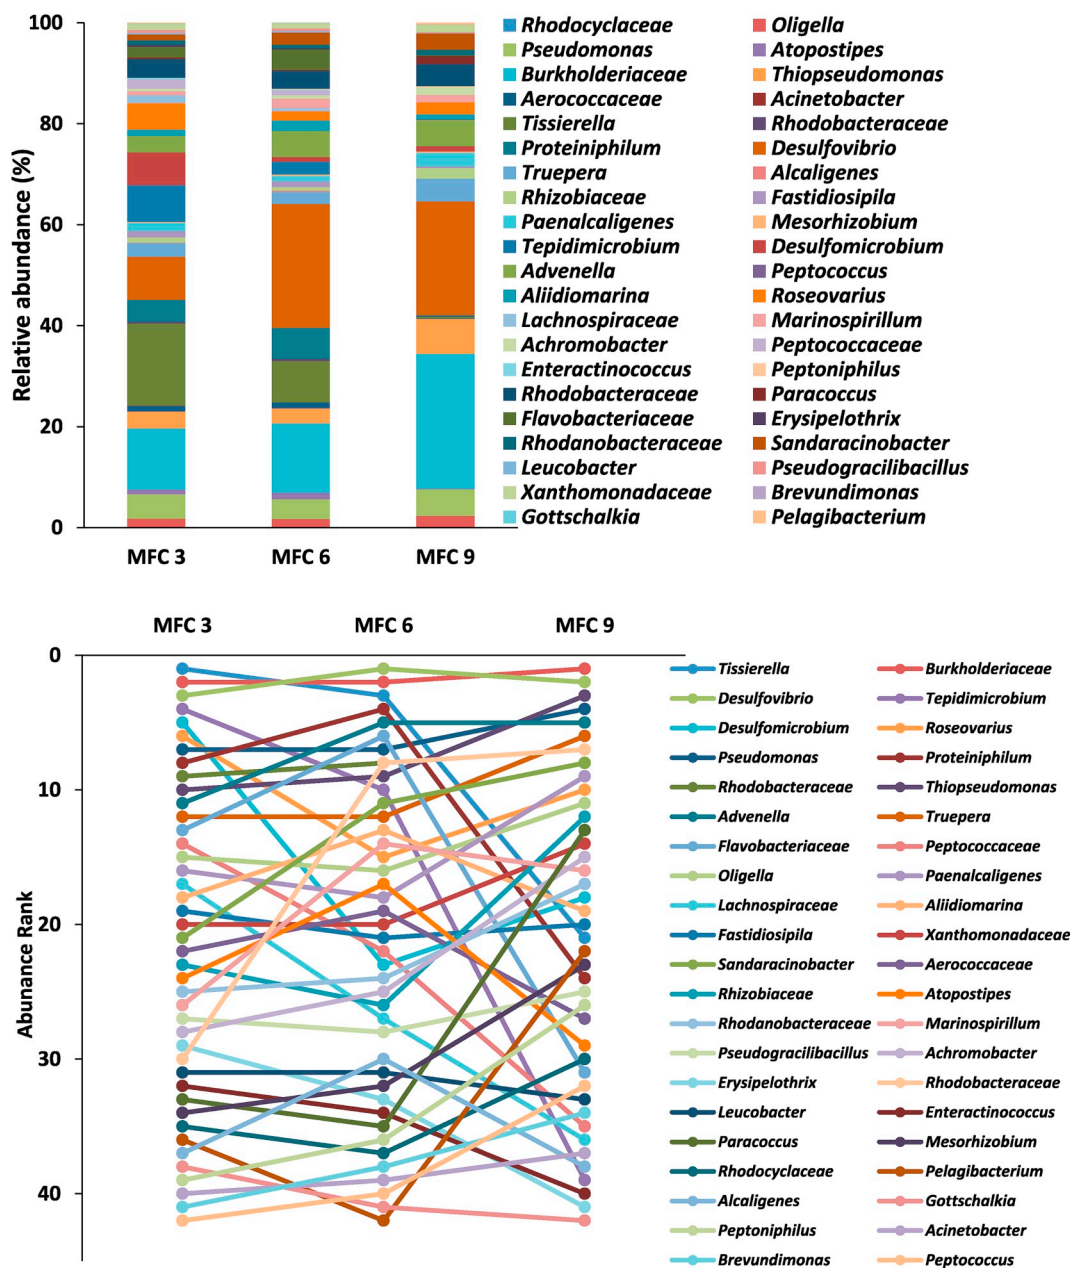 100
80
60
40
20
0
Relative abundance (%)
MFC 3 MFC 6 MFC 9
Rhodocyclaceae Oligella
Pseudomonas Atopostipes
Burkholderiaceae Thiopseudomonas
Aerococcaceae Acinetobacter
Tissierella Rhodobacteraceae
Proteiniphilum Desulfovibrio
Truepera Alcaligenes
Rhizobiaceae Fastidiosipila
Paenalcaligenes Mesorhizobium
Tepidimicrobium Desulfomicrobium
Advenella Peptococcus
Aliidiomarina Roseovarius
Lachnospiraceae Marinospirillum
Achromobacter Peptococcaceae
Enteractinococcus Peptoniphilus
Rhodobacteraceae Paracoccus
Flavobacteriaceae Erysipelothrix
Rhodanobacteraceae Sandaracinobacter
Leucobacter Pseudogracilibacillus
Xanthomonadaceae Brevundimonas
Gottschalkia Pelagibacterium
MFC 3 MFC 6 MFC 9
0
10
20
30
40
Abunance Rank
Tissierella Burkholderiaceae
Desulfovibrio Tepidimicrobium
Desulfomicrobium Roseovarius
Pseudomonas Proteiniphilum
Rhodobacteraceae Thiopseudomonas
Advenella Truepera
Flavobacteriaceae Peptococcaceae
Oligella Paenalcaligenes
Lachnospiraceae Aliidiomarina
Fastidiosipila Xanthomonadaceae
Sandaracinobacter Aerococcaceae
Rhizobiaceae Atopostipes
Rhodanobacteraceae Marinospirillum
Pseudogracilibacillus Achromobacter
Erysipelothrix Rhodobacteraceae
Leucobacter Enteractinococcus
Paracoccus Mesorhizobium
Rhodocyclaceae Pelagibacterium
Alcaligenes Gottschalkia
Peptoniphilus Acinetobacter
Brevundimonas Peptococcus